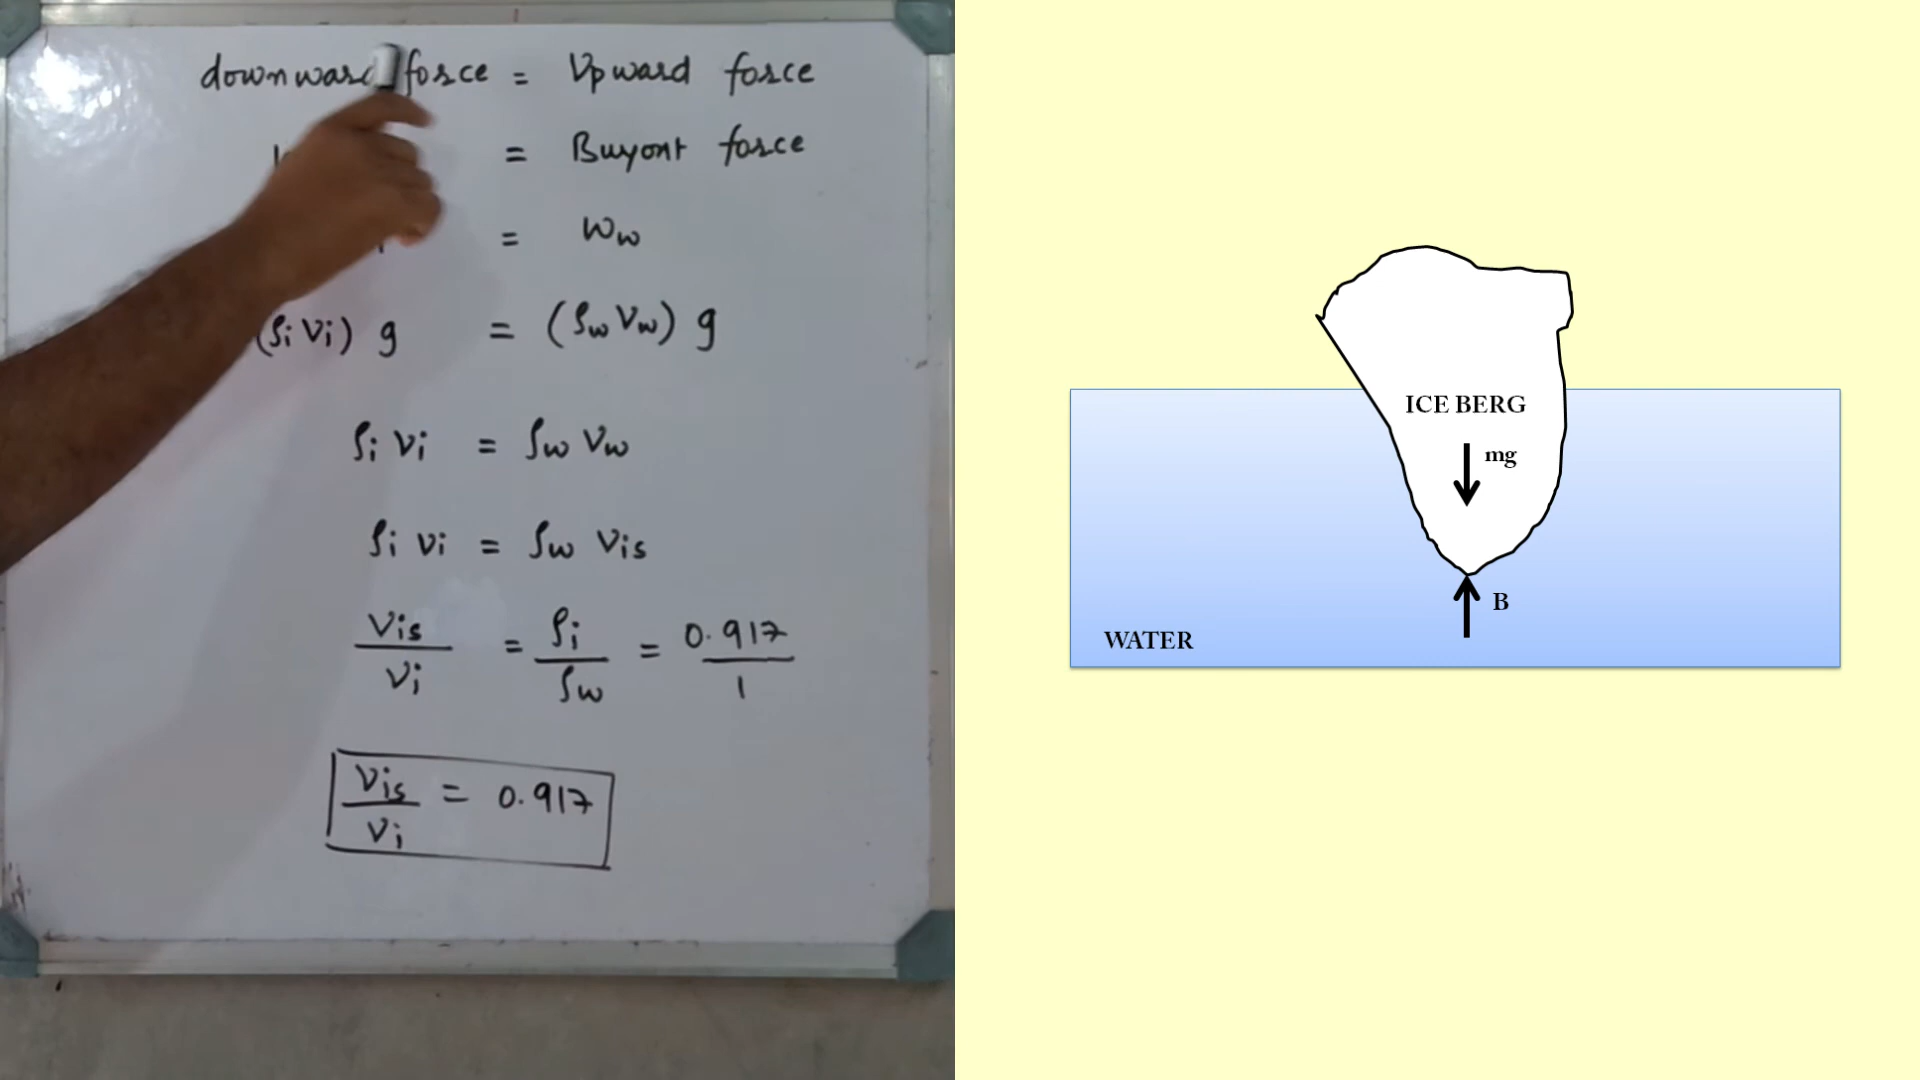 downward force = Upward force
= Buyont force
= Ww
(ρi Vi) g = (ρw Vw) g
ρi Vi = ρw Vw
ρi Vi = ρw Vis
Vis / Vi = ρi / ρw = 0.917 / 1
Vis / Vi = 0.917
ICE BERG
mg
B
WATER